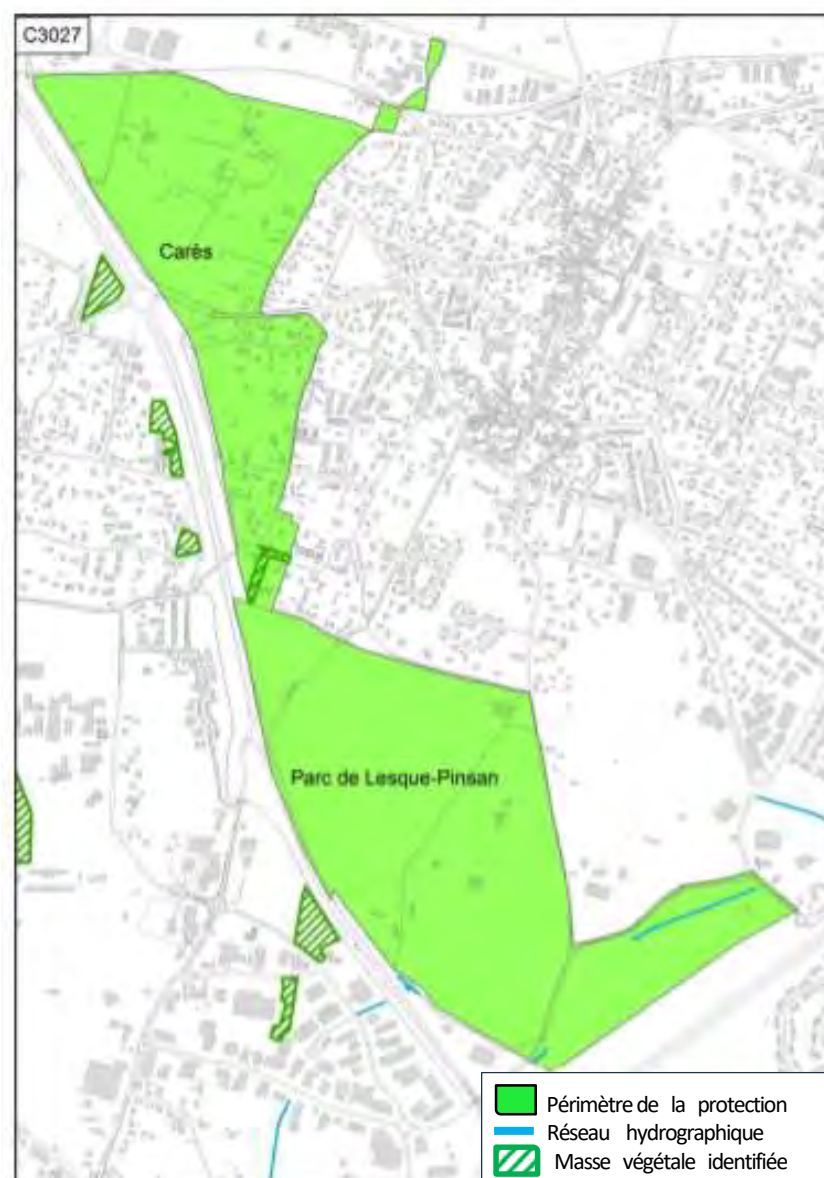 C3027
Carès
Parc de Lesque-Pinsan
Périmètre de la protection
Réseau hydrographique
Masse végétale identifiée